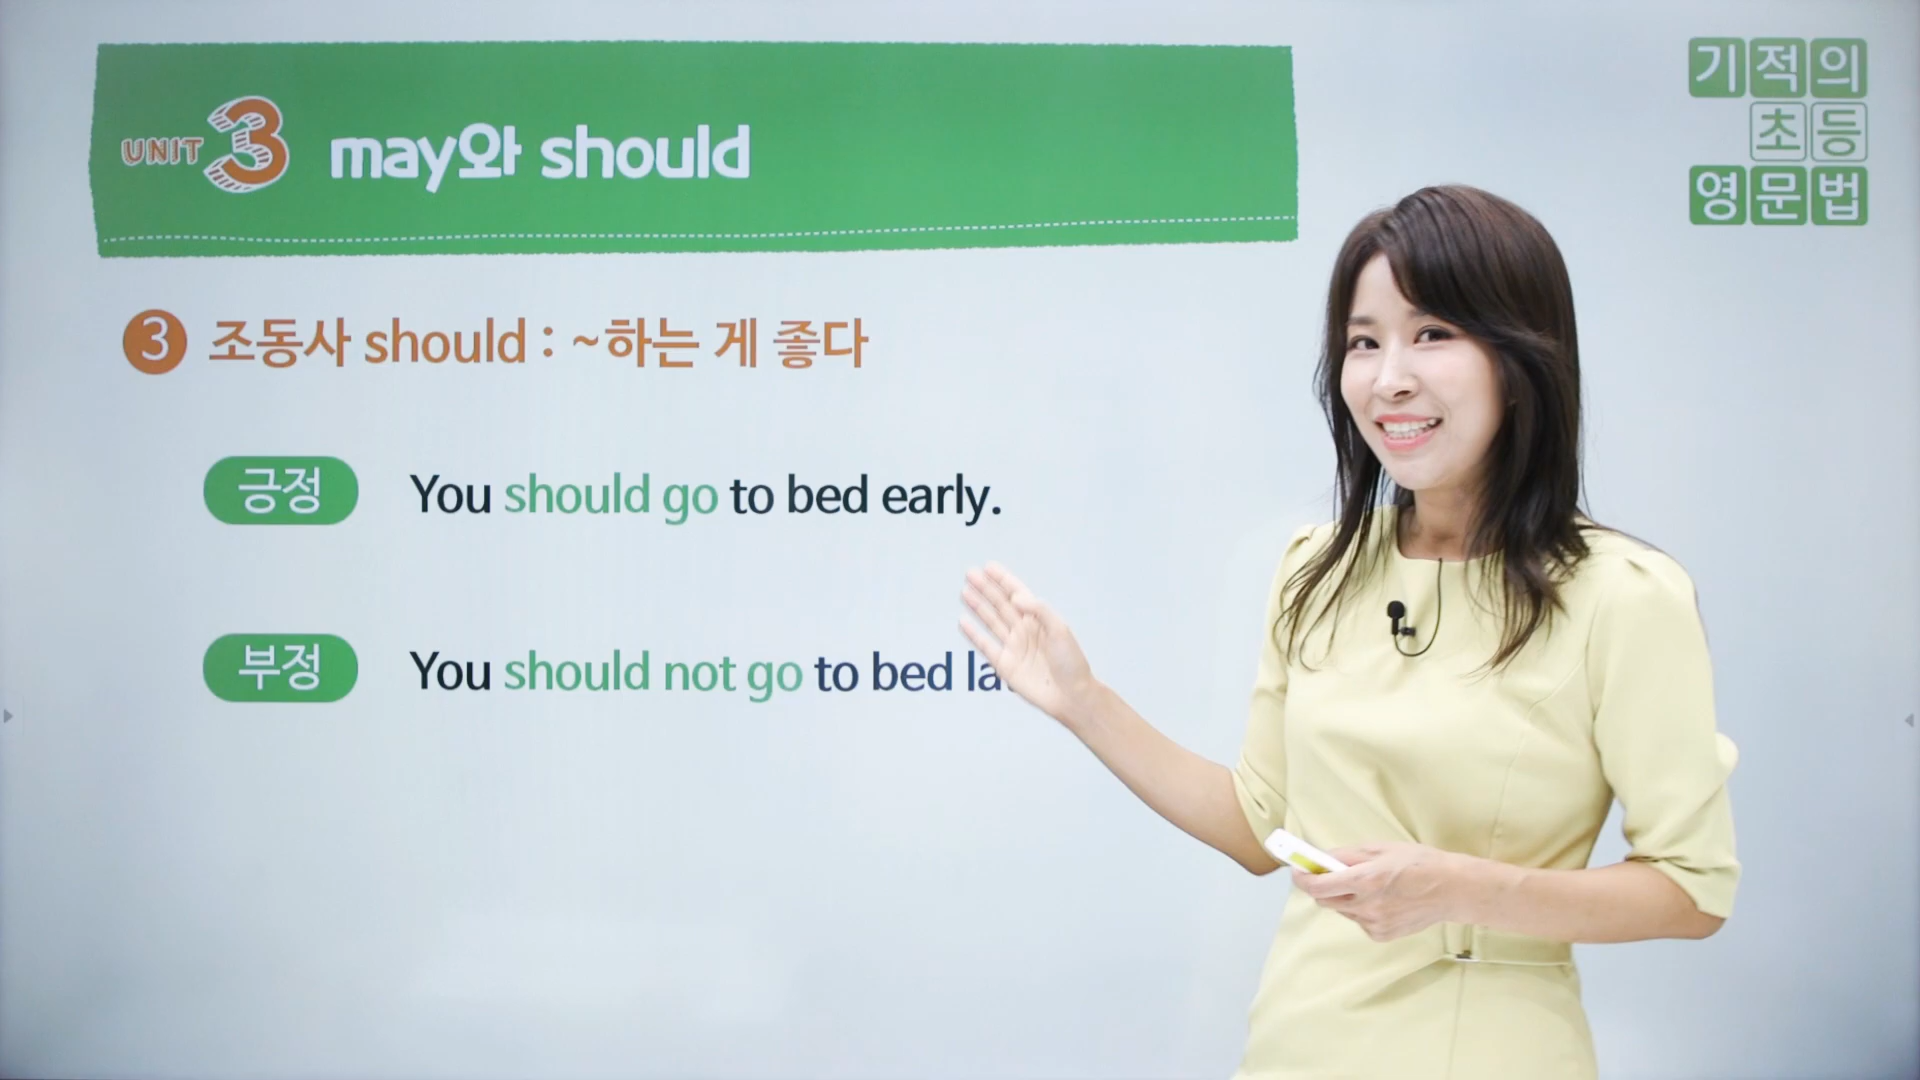 UNIT 3 may와 should
기적의
초등
영문법
3 조동사 should : ~하는 게 좋다
긍정 You should go to bed early.
부정 You should not go to bed